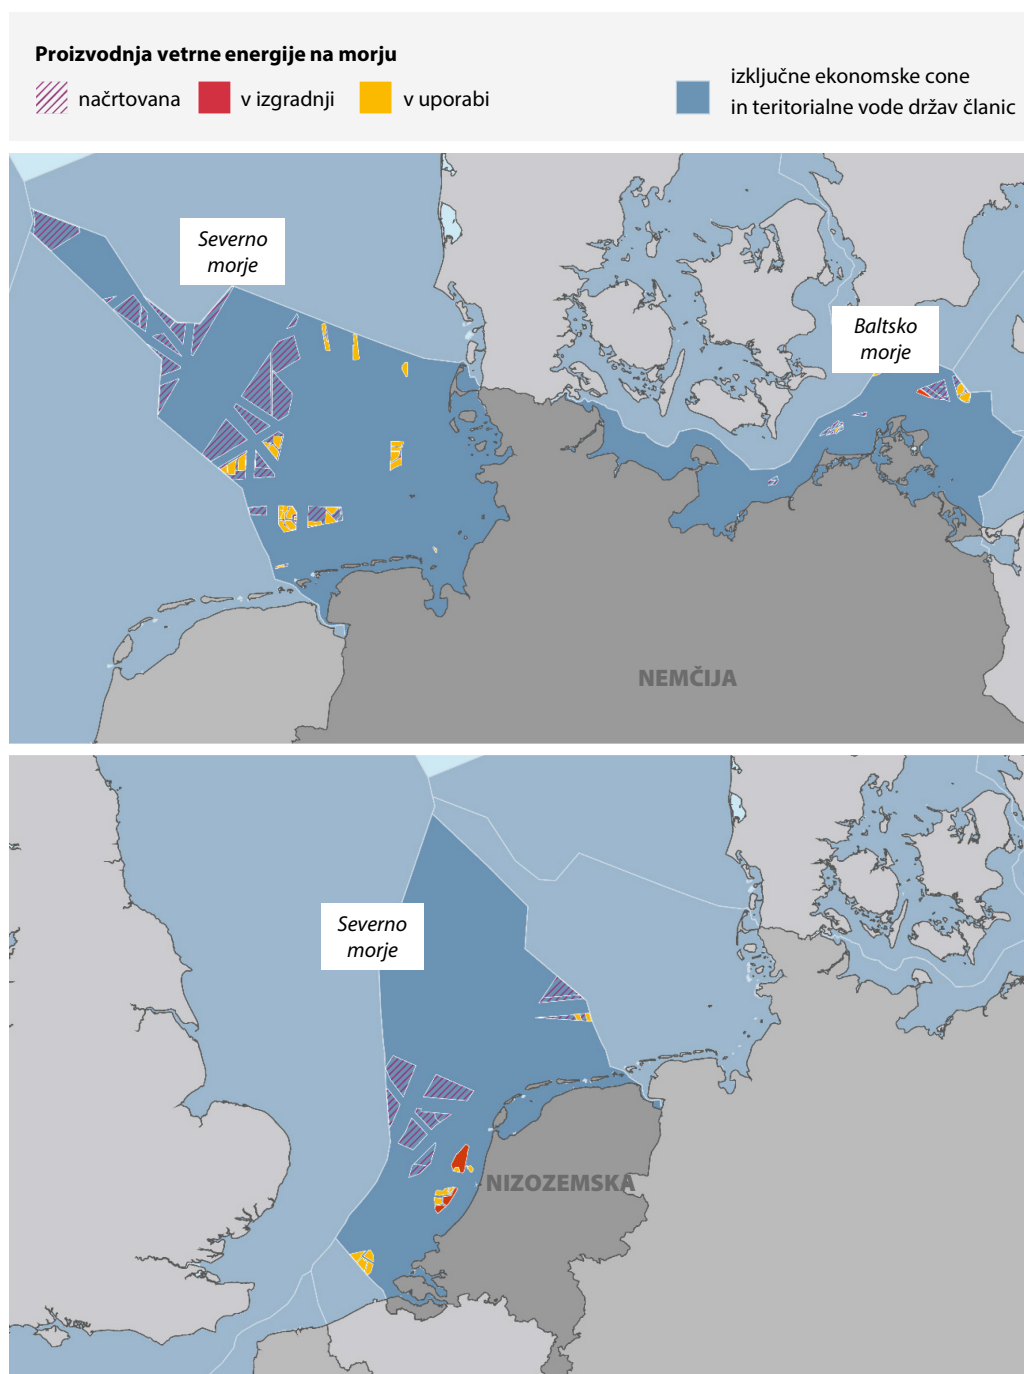 Proizvodnja vetrne energije na morju
načrtovana
v izgradnji
v uporabi
izključne ekonomske cone
in teritorialne vode držav članic
Severno
morje
Baltsko
morje
NEMČIJA
Severno
morje
NIZOZEMSKA